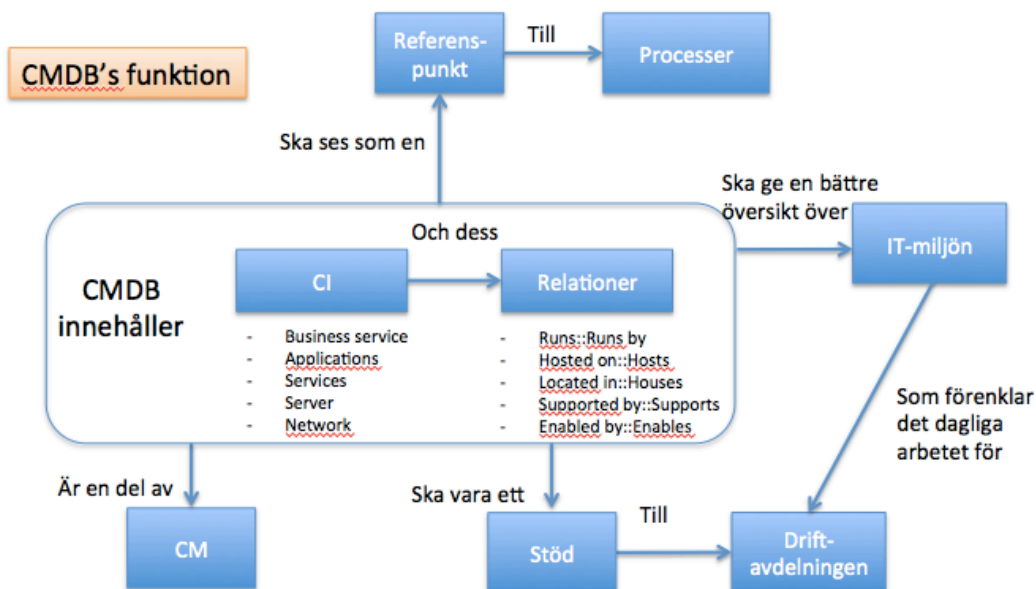 CMDB's funktion
Referens-
punkt
Till
Processer
Ska ses som en
Ska ge en bättre
översikt över
IT-miljön
CMDB
innehåller
Och dess
CI
Relationer
- Business service
- Applications
- Services
- Server
- Network
- Runs::Runs by
- Hosted on::Hosts
- Located in::Houses
- Supported by::Supports
- Enabled by::Enables
Som förenklar
det dagliga
arbetet för
Är en del av
CM
Ska vara ett
Stöd
Till
Drift-
avdelningen